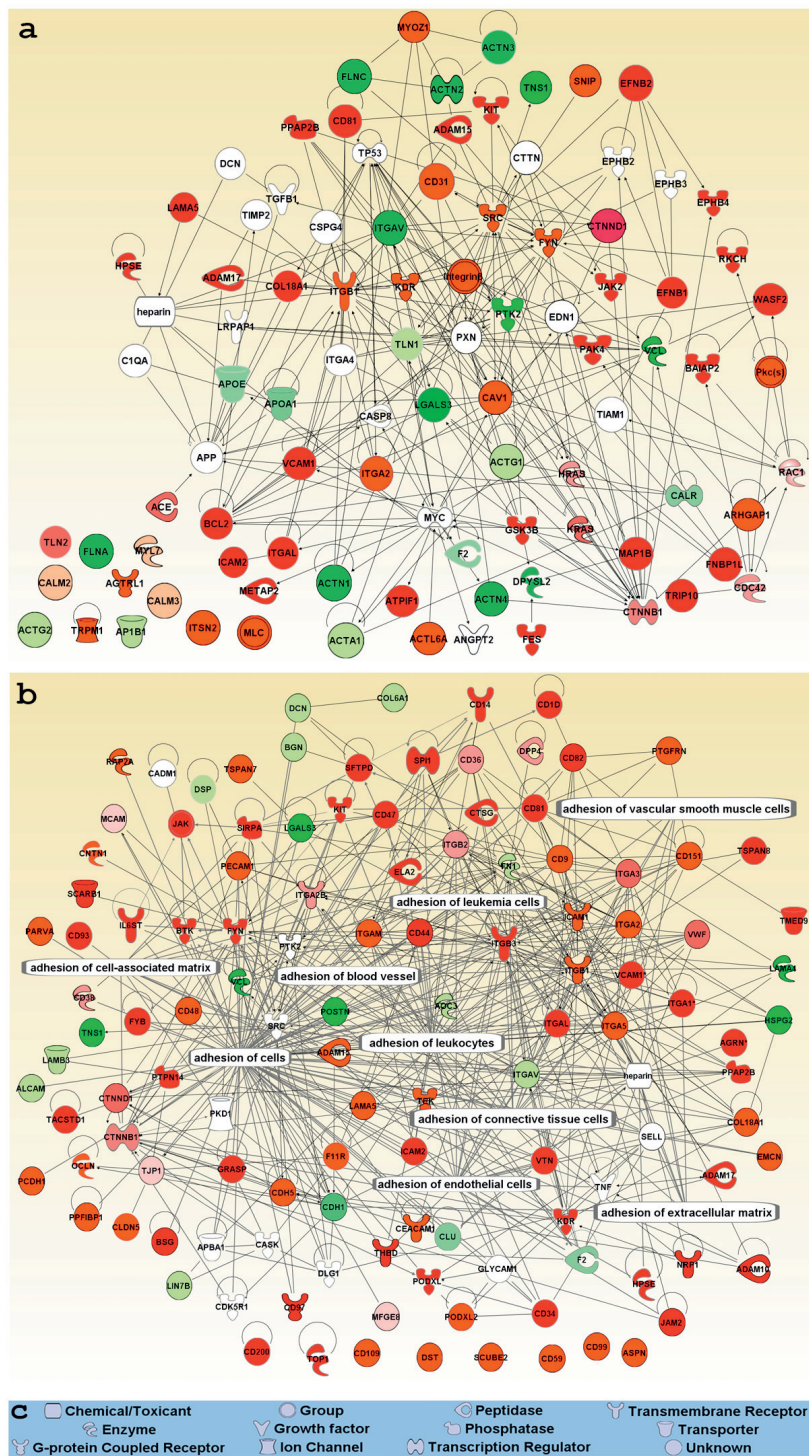 a
MYOZ1
ACTN3
FLNC
ACTN2
TNS1
SNIP
EFNB2
CD81
KIT
PPAP2B
ADAM15
TP53
CTTN
EPHB2
DCN
EPHB3
CD31
TGFB1
EPHB4
LAMA5
TIMP2
CSPG4
ITGAV
SRC
CTNND1
FYN
RKCH
HPSE
ADAM17
COL18A1
ITGB1
KDR
Integrinβ
JAK2
EFNB1
WASF2
heparin
LRPAP1
PTK2
EDN1
TLN1
PXN
PAK4
VCL
C1QA
ITGA4
BAIAP2
Pkc(s)
APOE
APOA1
LGALS3
CAV1
CASP8
TIAM1
APP
VCAM1
ITGA2
ACTG1
HRAS
RAC1
CALR
ACE
BCL2
MYC
GSK3B
KRAS
ARHGAP1
TLN2
FLNA
MYL7
ICAM2
ITGAL
F2
MAP1B
FNBP1L
CALM2
AGTRL1
METAP2
ACTN1
DPYSL2
CDC42
CALM3
ATPIF1
ACTN4
TRIP10
CTNNB1
ACTG2
TRPM1
AP1B1
ITSN2
MLC
ACTA1
ACTL6A
ANGPT2
FES
b
DCN
COL6A1
CD14
CD1D
BGN
DPP4
PTGFRN
RAP2A
CADM1
TSPAN7
SFTPD
SPI1
CD36
CD82
DSP
CTSG
CD81
adhesion of vascular smooth muscle cells
MCAM
JAK
SIRPA
LGALS3
KIT
CD47
ITGB2
FN1
CD9
CD151
TSPAN8
CNTN1
PECAM1
ELA2
ITGA3
SCARB1
ITGA2B
adhesion of leukemia cells
ICAM1
ITGA2
TMED9
PARVA
CD93
IL6ST
BTK
FYN
PTK2
ITGAM
CD44
ITGB3
VWF
adhesion of cell-associated matrix
adhesion of blood vessel
ITGB1
VCAM1*
LAMA4
CD38
VCL
ITGA1*
TNS1
FYB
CD48
SRC
POSTN
AOC3
ITGAL
ITGA5
HSPG2
LAMB3
adhesion of cells
ADAM15
adhesion of leukocytes
AGRN*
ALCAM
PTPN14
ITGAV
heparin
PPAP2B
CTNND1
TACSTD1
PKD1
LAMA5
TEK
adhesion of connective tissue cells
COL18A1
CTNNB1*
SELL
OCLN
TJP1
GRASP
F11R
ICAM2
VTN
EMCN
PCDH1
adhesion of endothelial cells
ADAM17
CDH5
CDH1
TNF
adhesion of extracellular matrix
PPFIBP1
CLDN5
BSG
APBA1
CASK
CEACAM1
KDR
THBD
CLU
DLG1
GLYCAM1
F2
NRP1
ADAM10
LIN7B
CDK5R1
CD97
PODXL*
HPSE
MFGE8
PODXL2
CD34
JAM2
CD200
TOP1
CD109
DST
SCUBE2
CD59
CD99
ASPN
c
Chemical/Toxicant
Group
Peptidase
Transmembrane Receptor
Enzyme
Growth factor
Phosphatase
Transporter
G-protein Coupled Receptor
Ion Channel
Transcription Regulator
Unknown